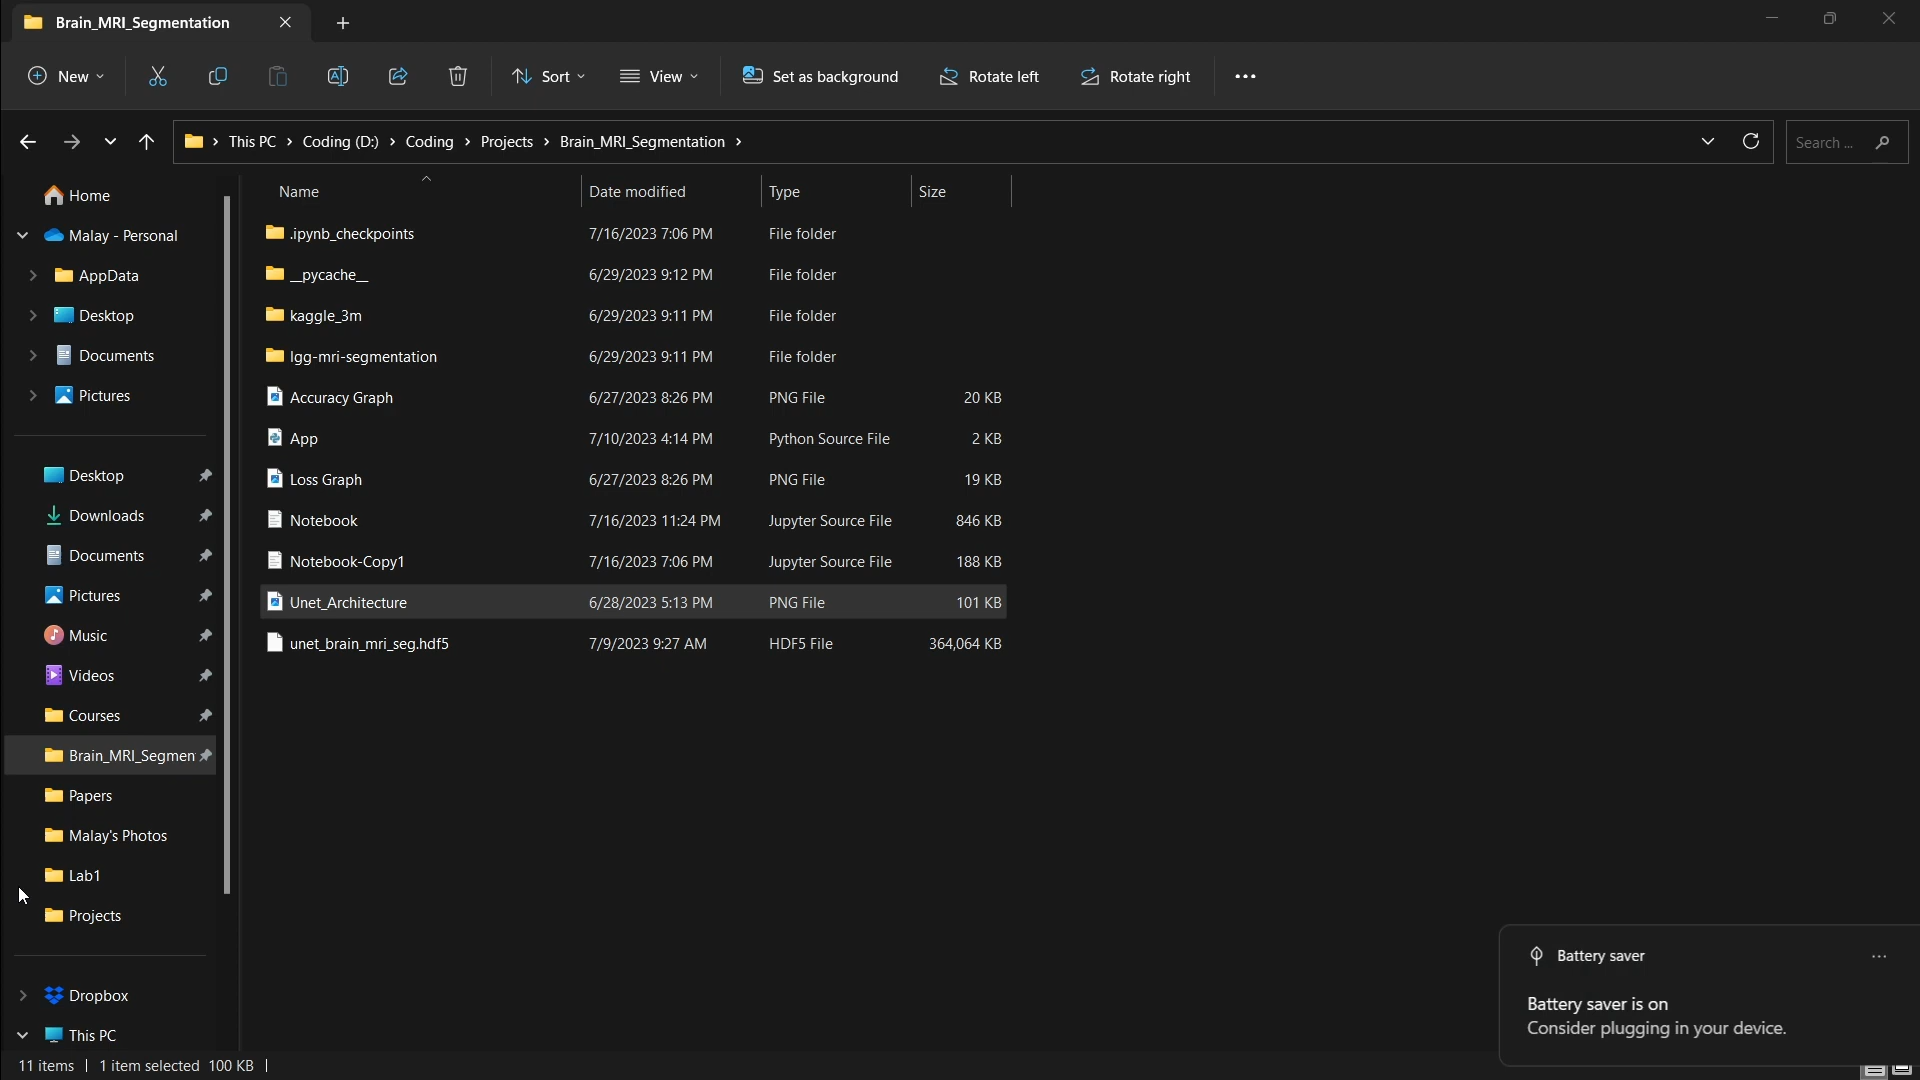 Brain_MRI_Segmentation
New
Sort
View
Set as background
Rotate left
Rotate right
This PC > Coding (D:) > Coding > Projects > Brain_MRI_Segmentation >
Search ...
Home
Malay - Personal
AppData
Desktop
Documents
Pictures
Desktop
Downloads
Documents
Pictures
Music
Videos
Courses
Brain_MRI_Segmen
Papers
Malay's Photos
Lab1
Projects
Dropbox
This PC
Name Date modified Type Size
.ipynb_checkpoints 7/16/2023 7:06 PM File folder
__pycache__ 6/29/2023 9:12 PM File folder
kaggle_3m 6/29/2023 9:11 PM File folder
lgg-mri-segmentation 6/29/2023 9:11 PM File folder
Accuracy Graph 6/27/2023 8:26 PM PNG File 20 KB
App 7/10/2023 4:14 PM Python Source File 2 KB
Loss Graph 6/27/2023 8:26 PM PNG File 19 KB
Notebook 7/16/2023 11:24 PM Jupyter Source File 846 KB
Notebook-Copy1 7/16/2023 7:06 PM Jupyter Source File 188 KB
Unet_Architecture 6/28/2023 5:13 PM PNG File 101 KB
unet_brain_mri_seg.hdf5 7/9/2023 9:27 AM HDF5 File 364,064 KB
Battery saver
Battery saver is on
Consider plugging in your device.
11 items | 1 item selected 100 KB |